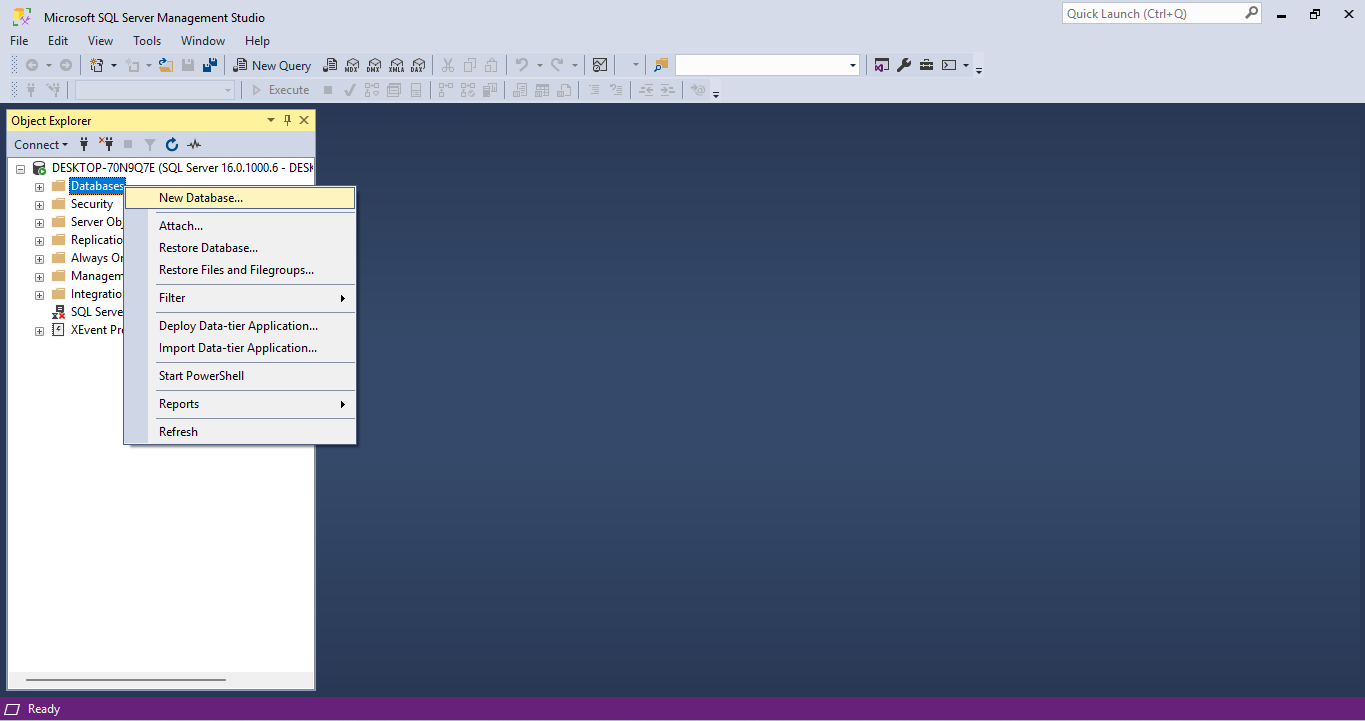 Microsoft SQL Server Management Studio
Quick Launch (Ctrl+Q)
File Edit View Tools Window Help
New Query
MDX DMX XMLA DAX
Execute
Object Explorer
Connect
DESKTOP-70N9Q7E (SQL Server 16.0.1000.6 - DESK
Databases
Security
Server Obj
Replicatio
Always On
Managem
Integratio
SQL Serve
XEvent Pro
New Database...
Attach...
Restore Database...
Restore Files and Filegroups...
Filter
Deploy Data-tier Application...
Import Data-tier Application...
Start PowerShell
Reports
Refresh
Ready